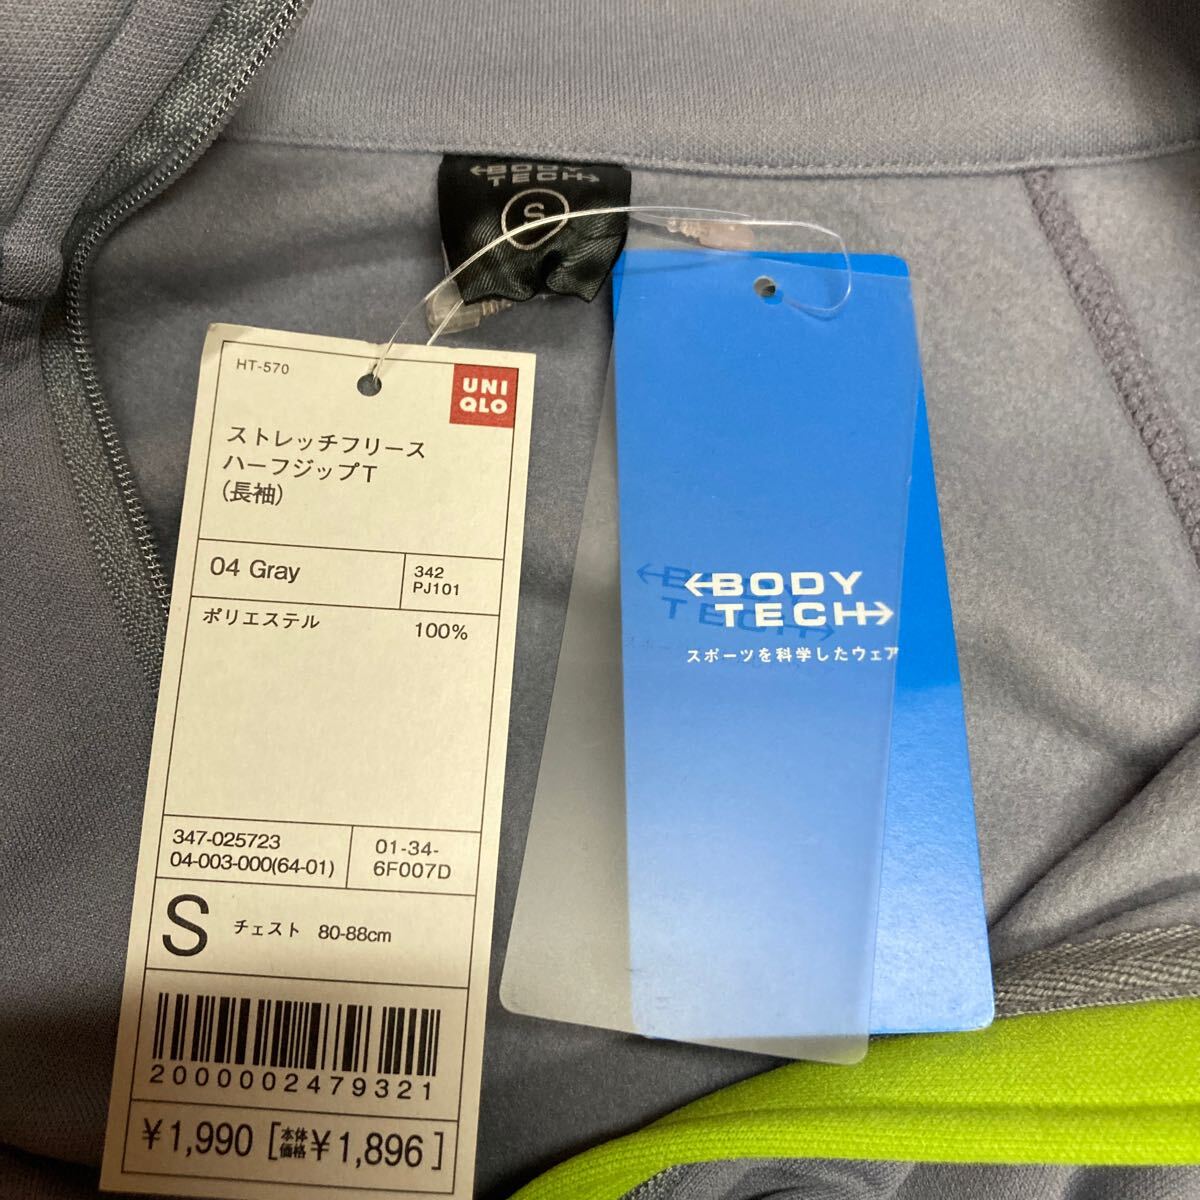 ←BODY
TECH→
S
HT-570
UNI
QLO
ストレッチフリース
ハーフジップT
(長袖)
04 Gray
342
PJ101
ポリエステル 100%
347-025723
04-003-000(64-01)
01-34-
6F007D
S チェスト 80-88cm
2000002479321
¥1,990 [本体価格¥1,896]
←BODY
TECH→
スポーツを科学したウェア